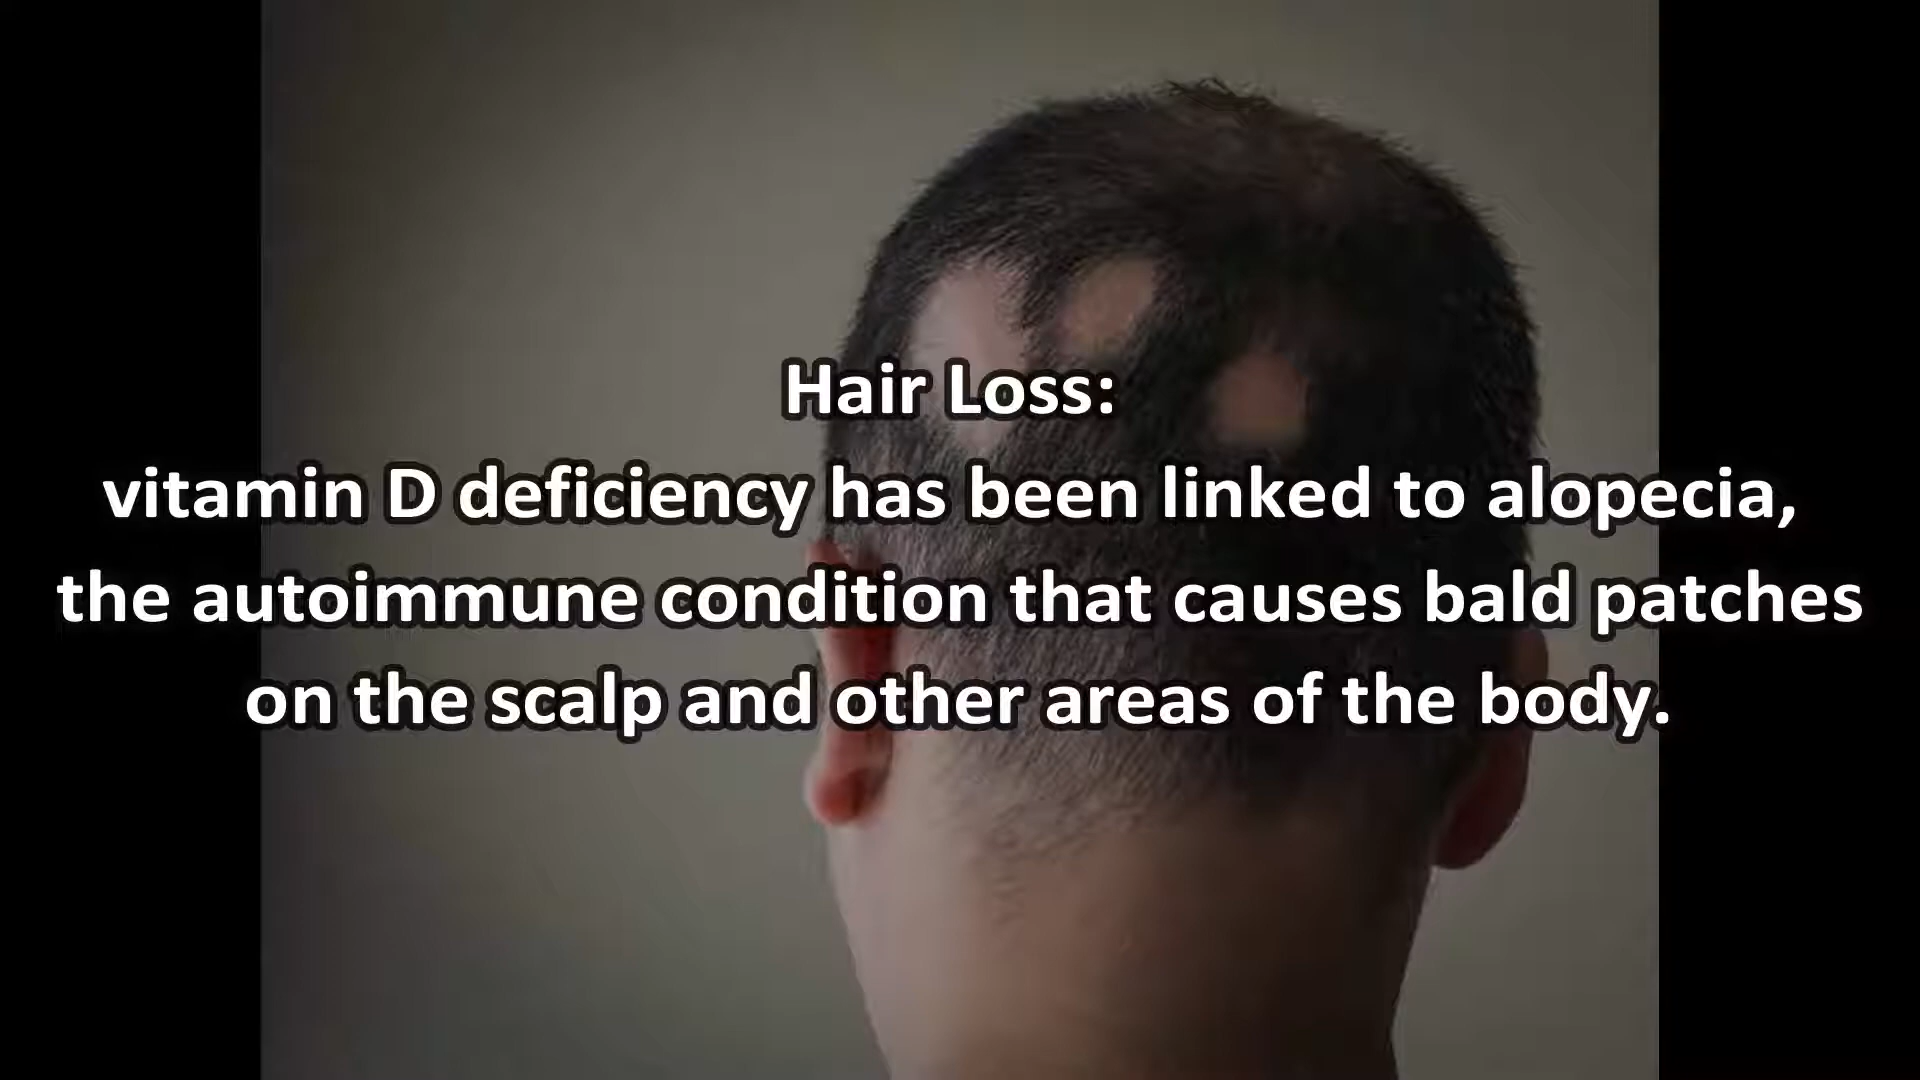 Hair Loss:
vitamin D deficiency has been linked to alopecia,
the autoimmune condition that causes bald patches
on the scalp and other areas of the body.